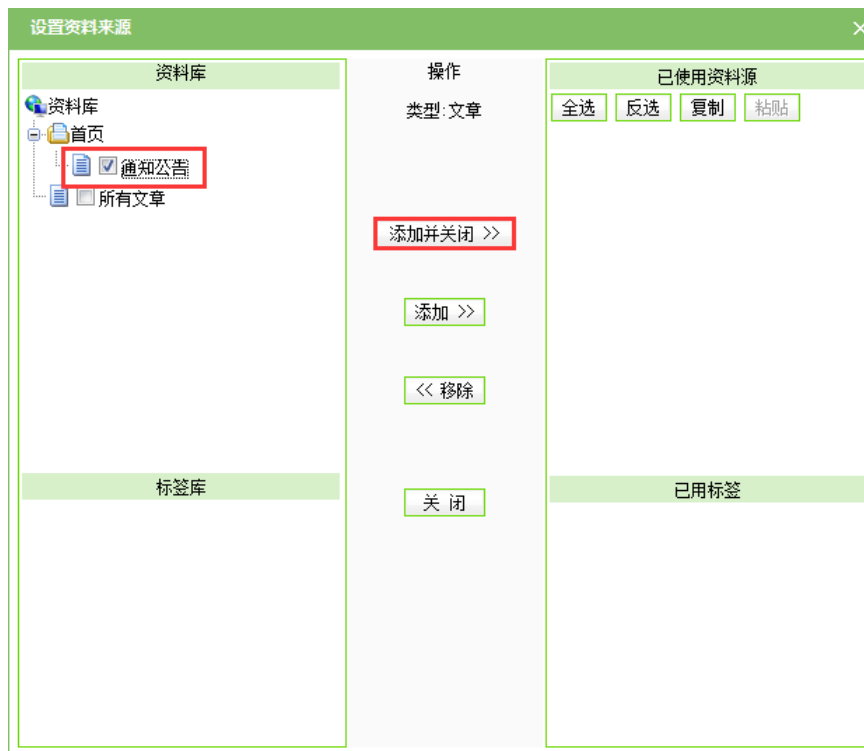 设置资料来源
资料库
资料库
首页
通知公告
所有文章
标签库
操作
类型:文章
添加并关闭 >>
添加 >>
<< 移除
关 闭
已使用资料源
全选 反选 复制 粘贴
已用标签